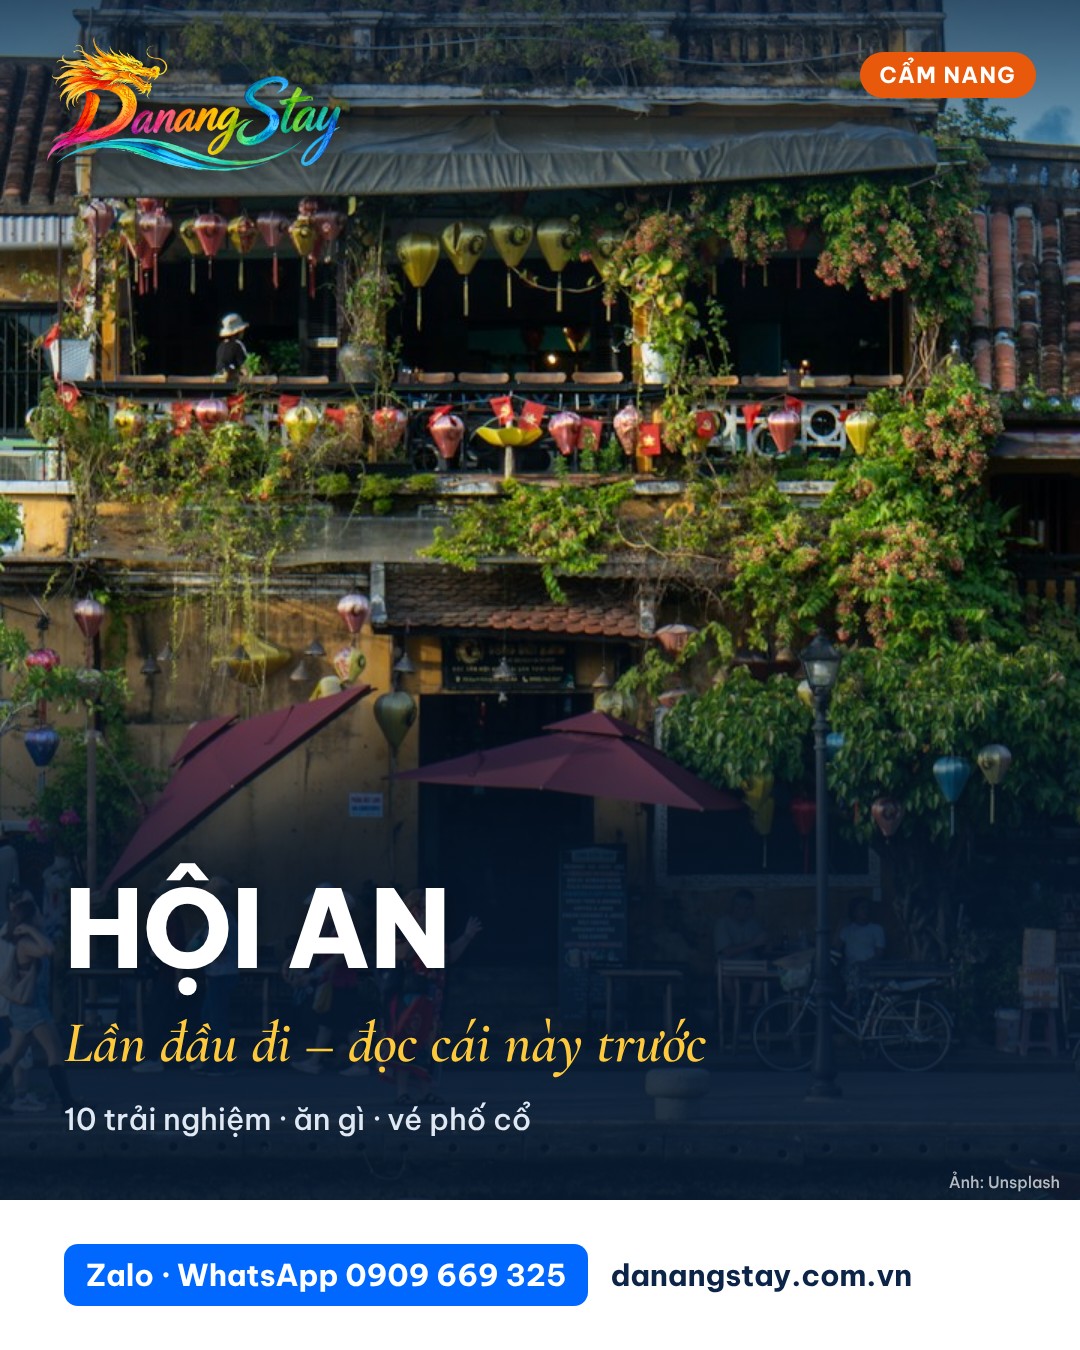 DanangStay
CẨM NANG
HỘI AN
Lần đầu đi – đọc cái này trước
10 trải nghiệm · ăn gì · vé phố cổ
Ảnh: Unsplash
Zalo · WhatsApp 0909 669 325
danangstay.com.vn